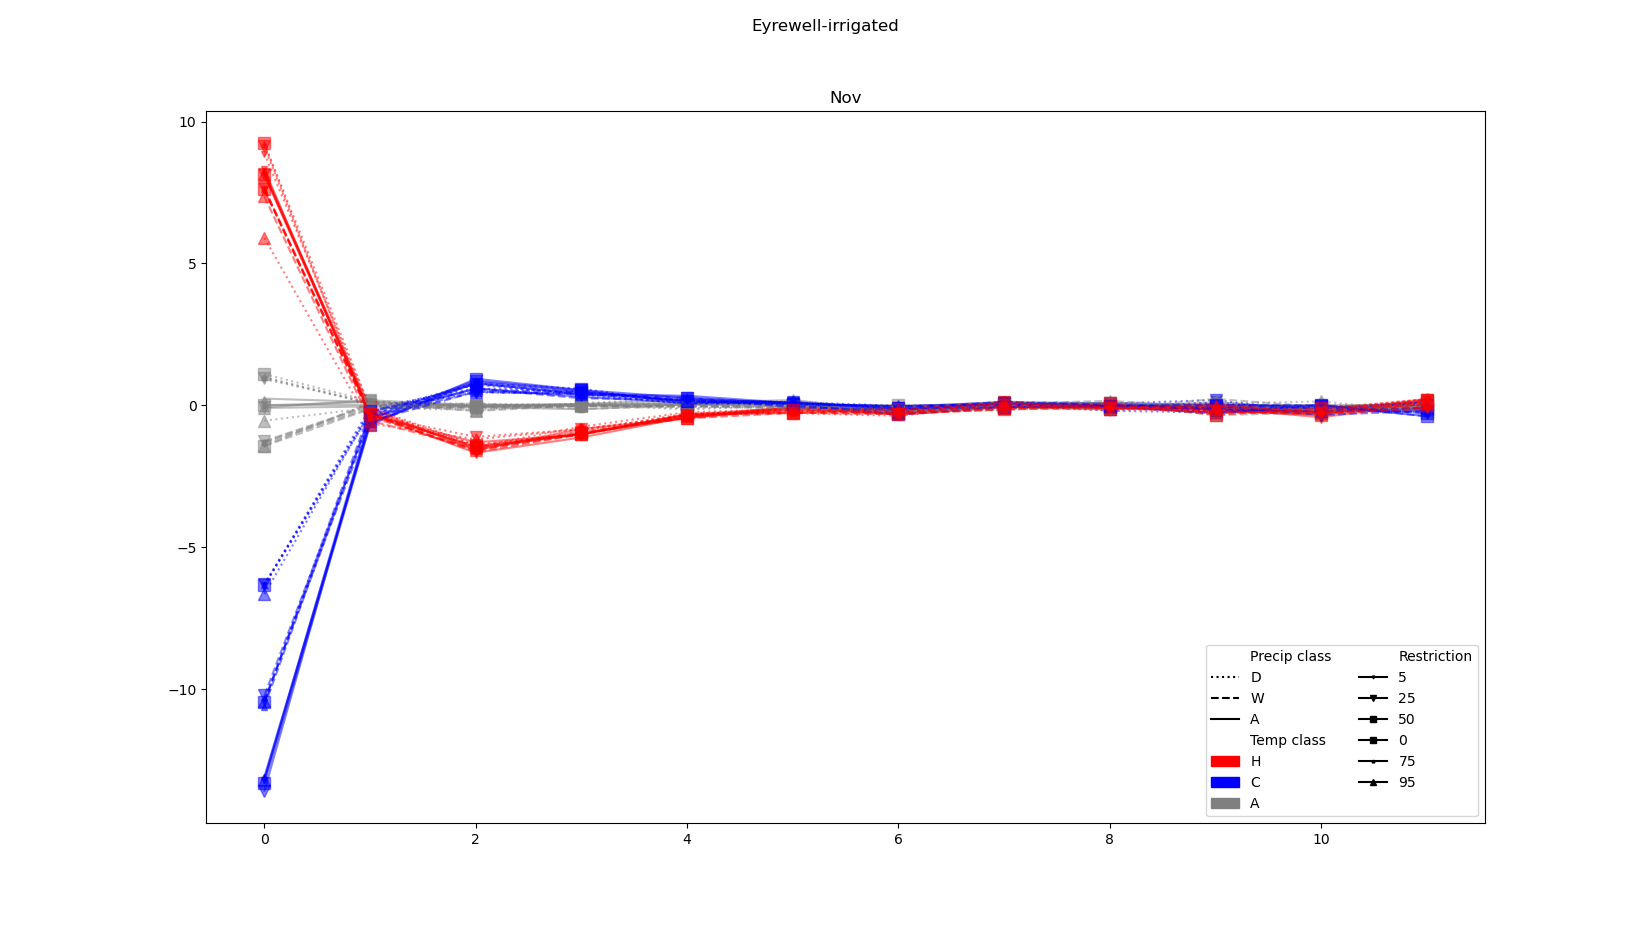 Eyrewell-irrigated
Nov
10
5
0
−5
−10
0 2 4 6 8 10
Precip class
D
W
A
Temp class
H
C
A
Restriction
5
25
50
0
75
95